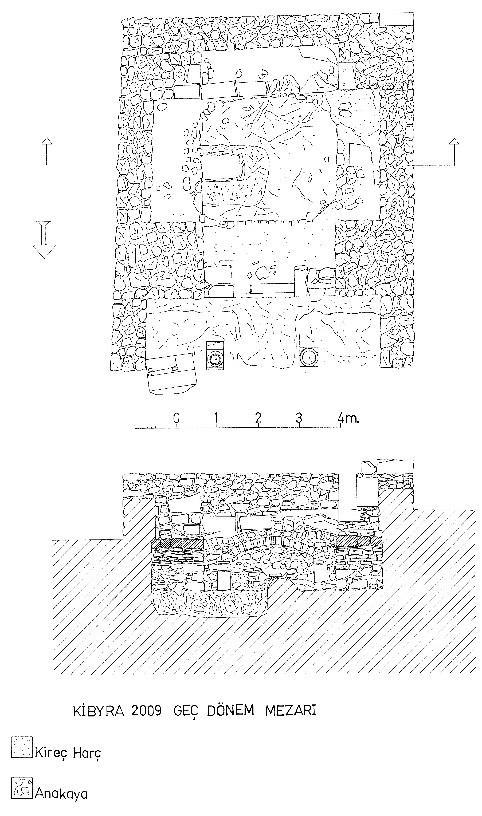 0 1 2 3 4m.
KİBYRA 2009 GEÇ DÖNEM MEZARI
Kireç Harç
Anakaya